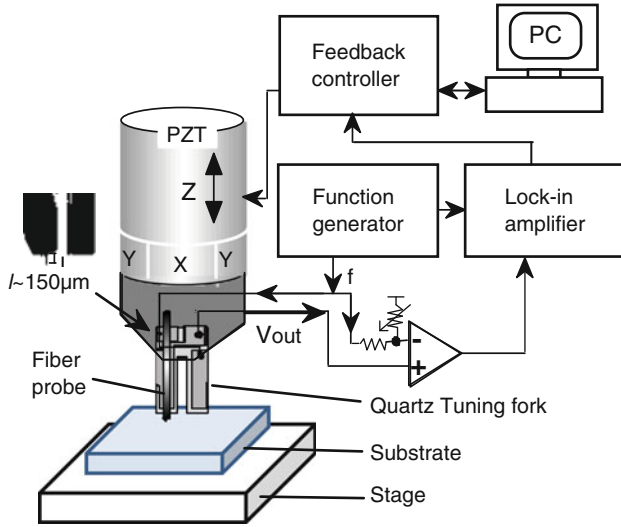 Feedback
controller
PC
PZT
Z
Function
generator
Lock-in
amplifier
Y X Y
l~150µm
f
Vout
-
+
Fiber
probe
Quartz Tuning fork
Substrate
Stage